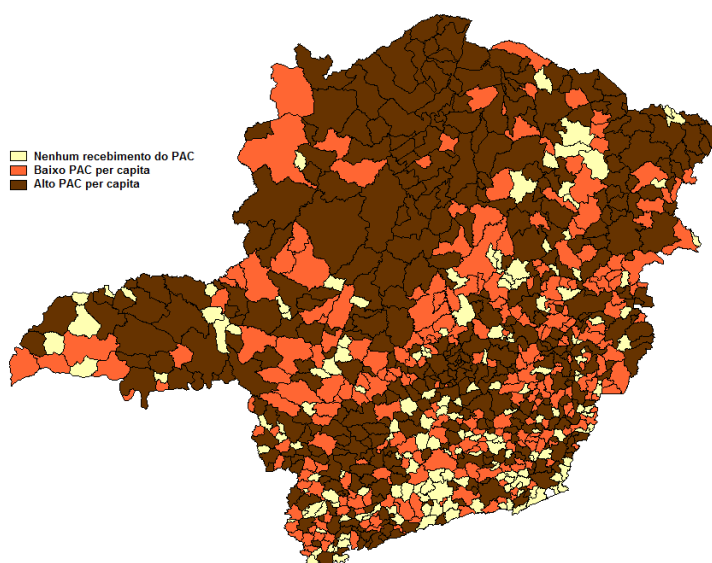 Nenhum recebimento do PAC
Baixo PAC per capita
Alto PAC per capita